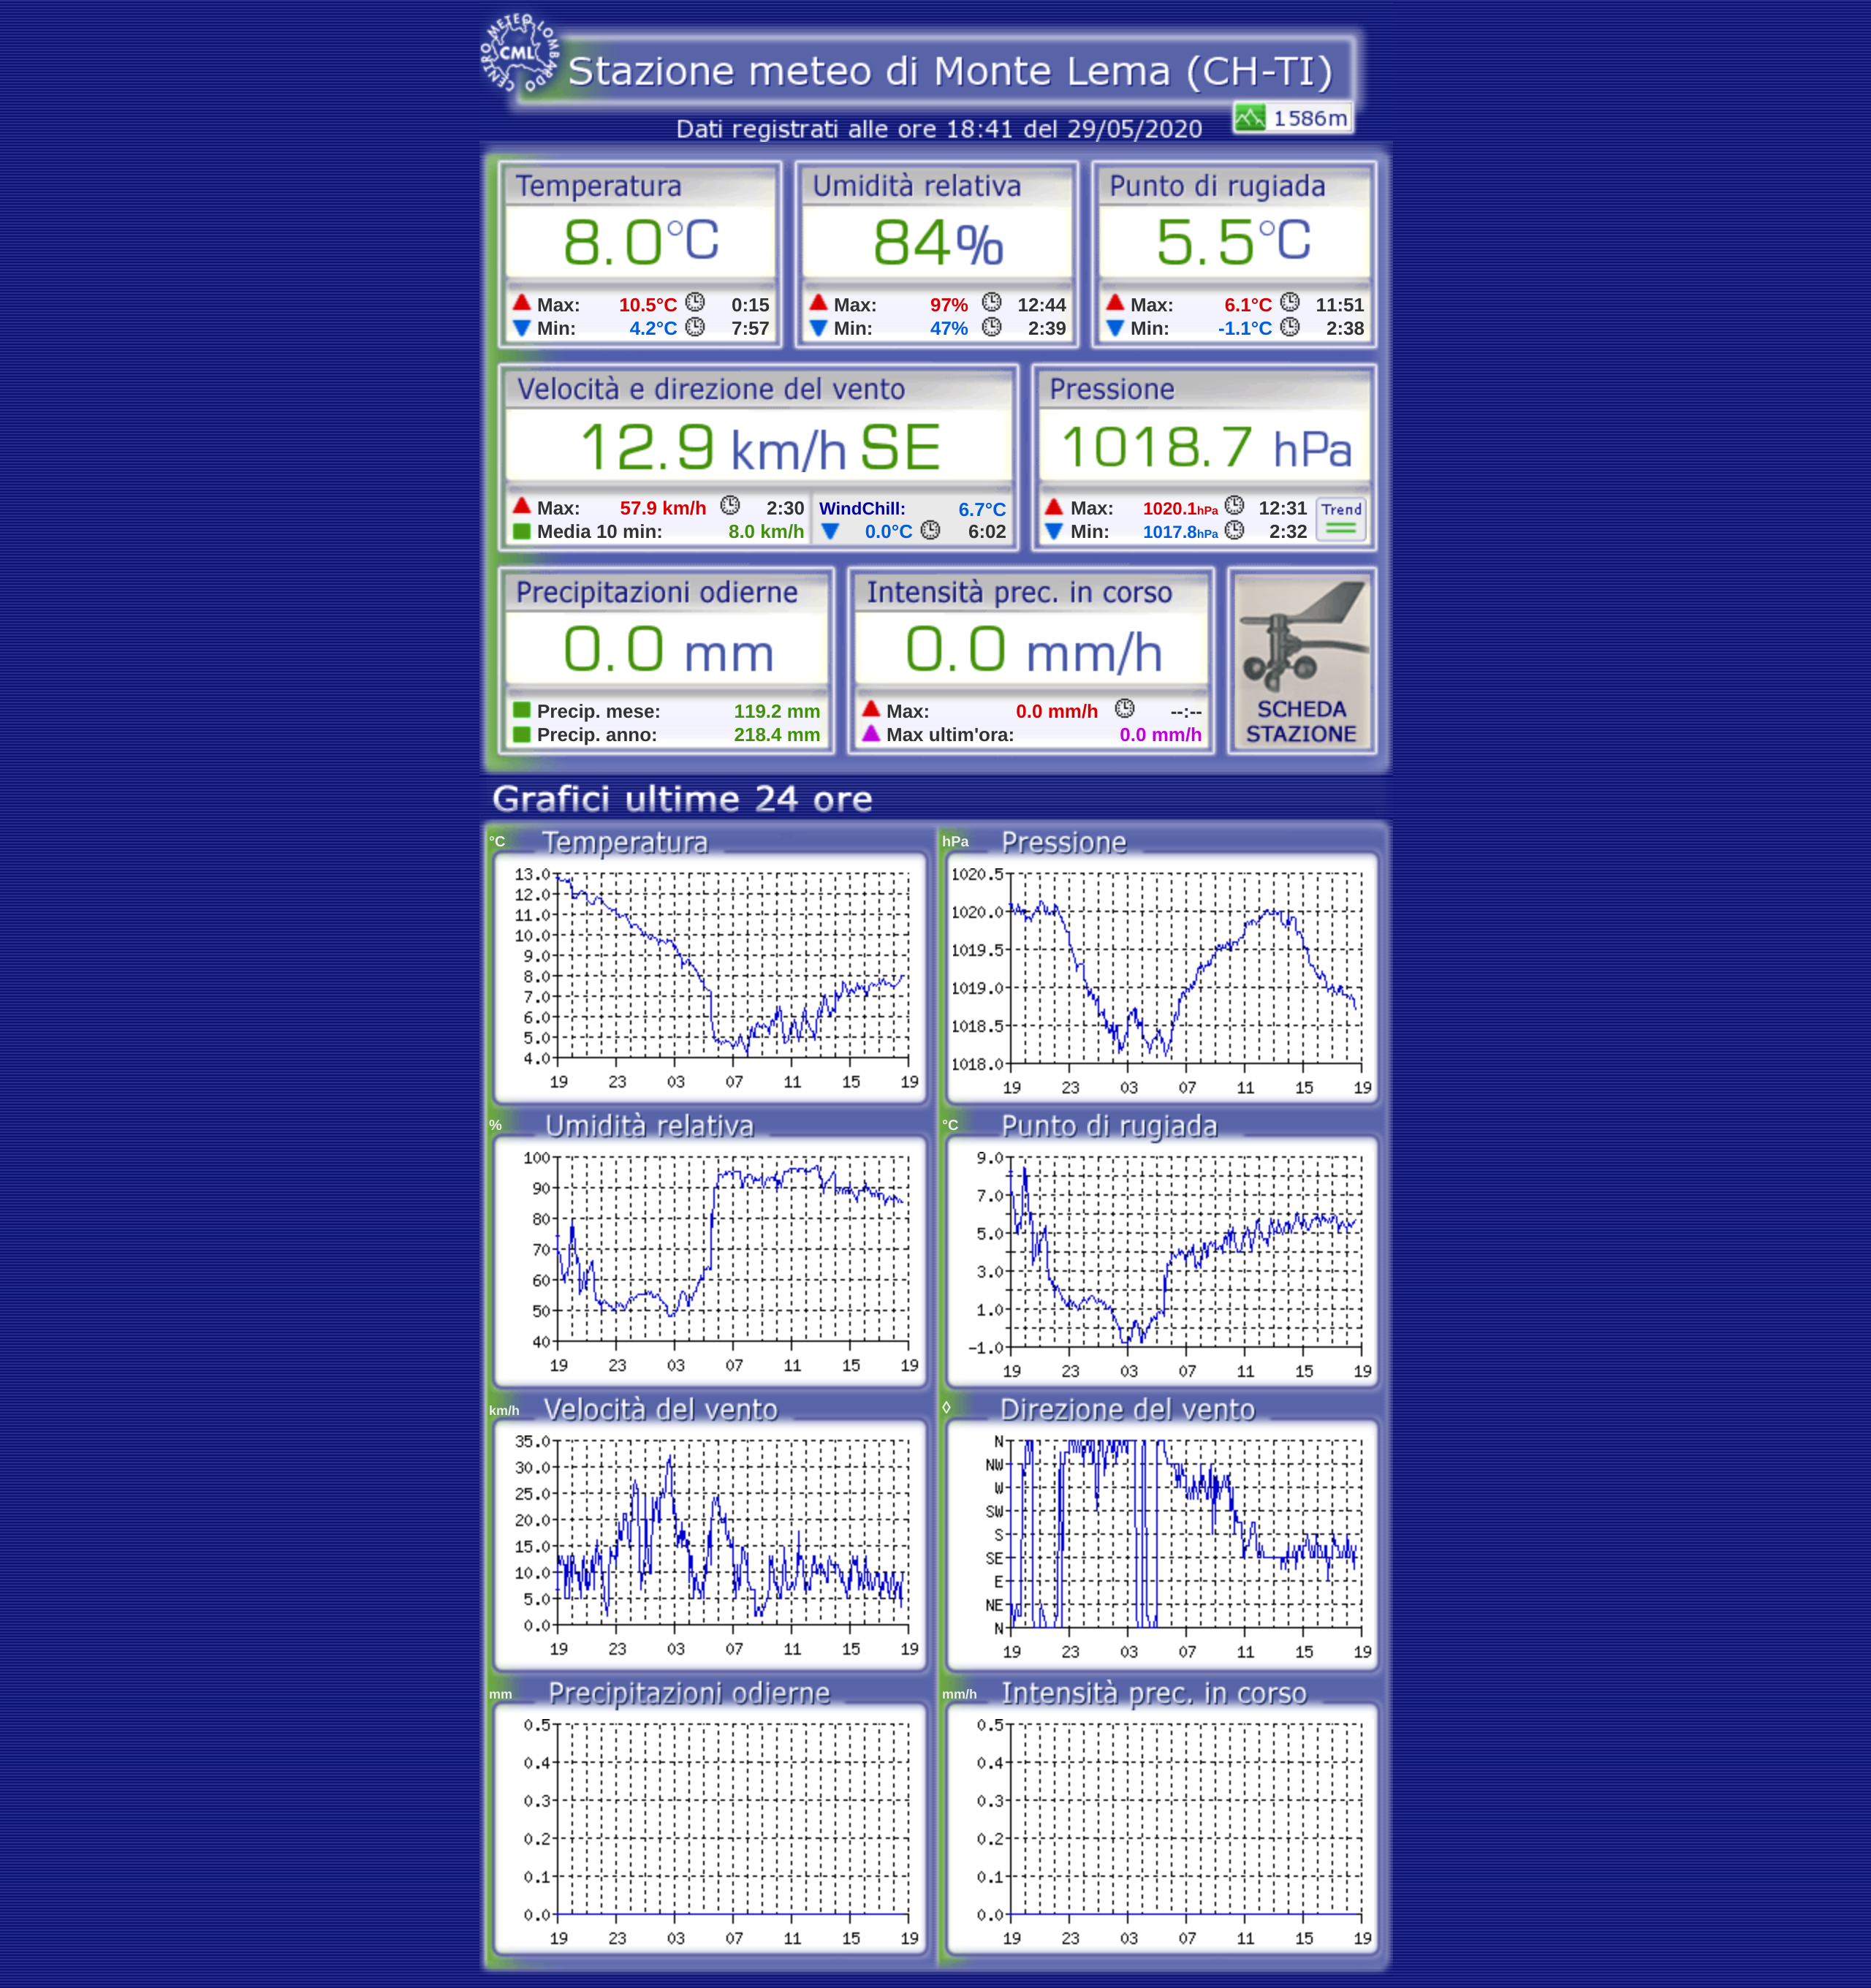 CENTRO METEO LOMBARDO
CML
Stazione meteo di Monte Lema (CH-TI)
1586m
Dati registrati alle ore 18:41 del 29/05/2020
Temperatura Umidità relativa Punto di rugiada
8.0°C 84% 5.5°C
Max: 10.5°C 0:15 Max: 97% 12:44 Max: 6.1°C 11:51
Min: 4.2°C 7:57 Min: 47% 2:39 Min: -1.1°C 2:38
Velocità e direzione del vento Pressione
12.9 km/h SE 1018.7 hPa
Max: 57.9 km/h 2:30 WindChill: 6.7°C Max: 1020.1hPa 12:31 Trend
Media 10 min: 8.0 km/h 0.0°C 6:02 Min: 1017.8hPa 2:32
Precipitazioni odierne Intensità prec. in corso
0.0 mm 0.0 mm/h
Precip. mese: 119.2 mm Max: 0.0 mm/h --:-- SCHEDA
Precip. anno: 218.4 mm Max ultim'ora: 0.0 mm/h STAZIONE
Grafici ultime 24 ore
°C Temperatura
13.0
12.0
11.0
10.0
9.0
8.0
7.0
6.0
5.0
4.0
19 23 03 07 11 15 19
hPa Pressione
1020.5
1020.0
1019.5
1019.0
1018.5
1018.0
19 23 03 07 11 15 19
% Umidità relativa
100
90
80
70
60
50
40
19 23 03 07 11 15 19
°C Punto di rugiada
9.0
7.0
5.0
3.0
1.0
-1.0
19 23 03 07 11 15 19
km/h Velocità del vento
35.0
30.0
25.0
20.0
15.0
10.0
5.0
0.0
19 23 03 07 11 15 19
◊ Direzione del vento
N
NW
W
SW
S
SE
E
NE
N
19 23 03 07 11 15 19
mm Precipitazioni odierne
0.5
0.4
0.3
0.2
0.1
0.0
19 23 03 07 11 15 19
mm/h Intensità prec. in corso
0.5
0.4
0.3
0.2
0.1
0.0
19 23 03 07 11 15 19